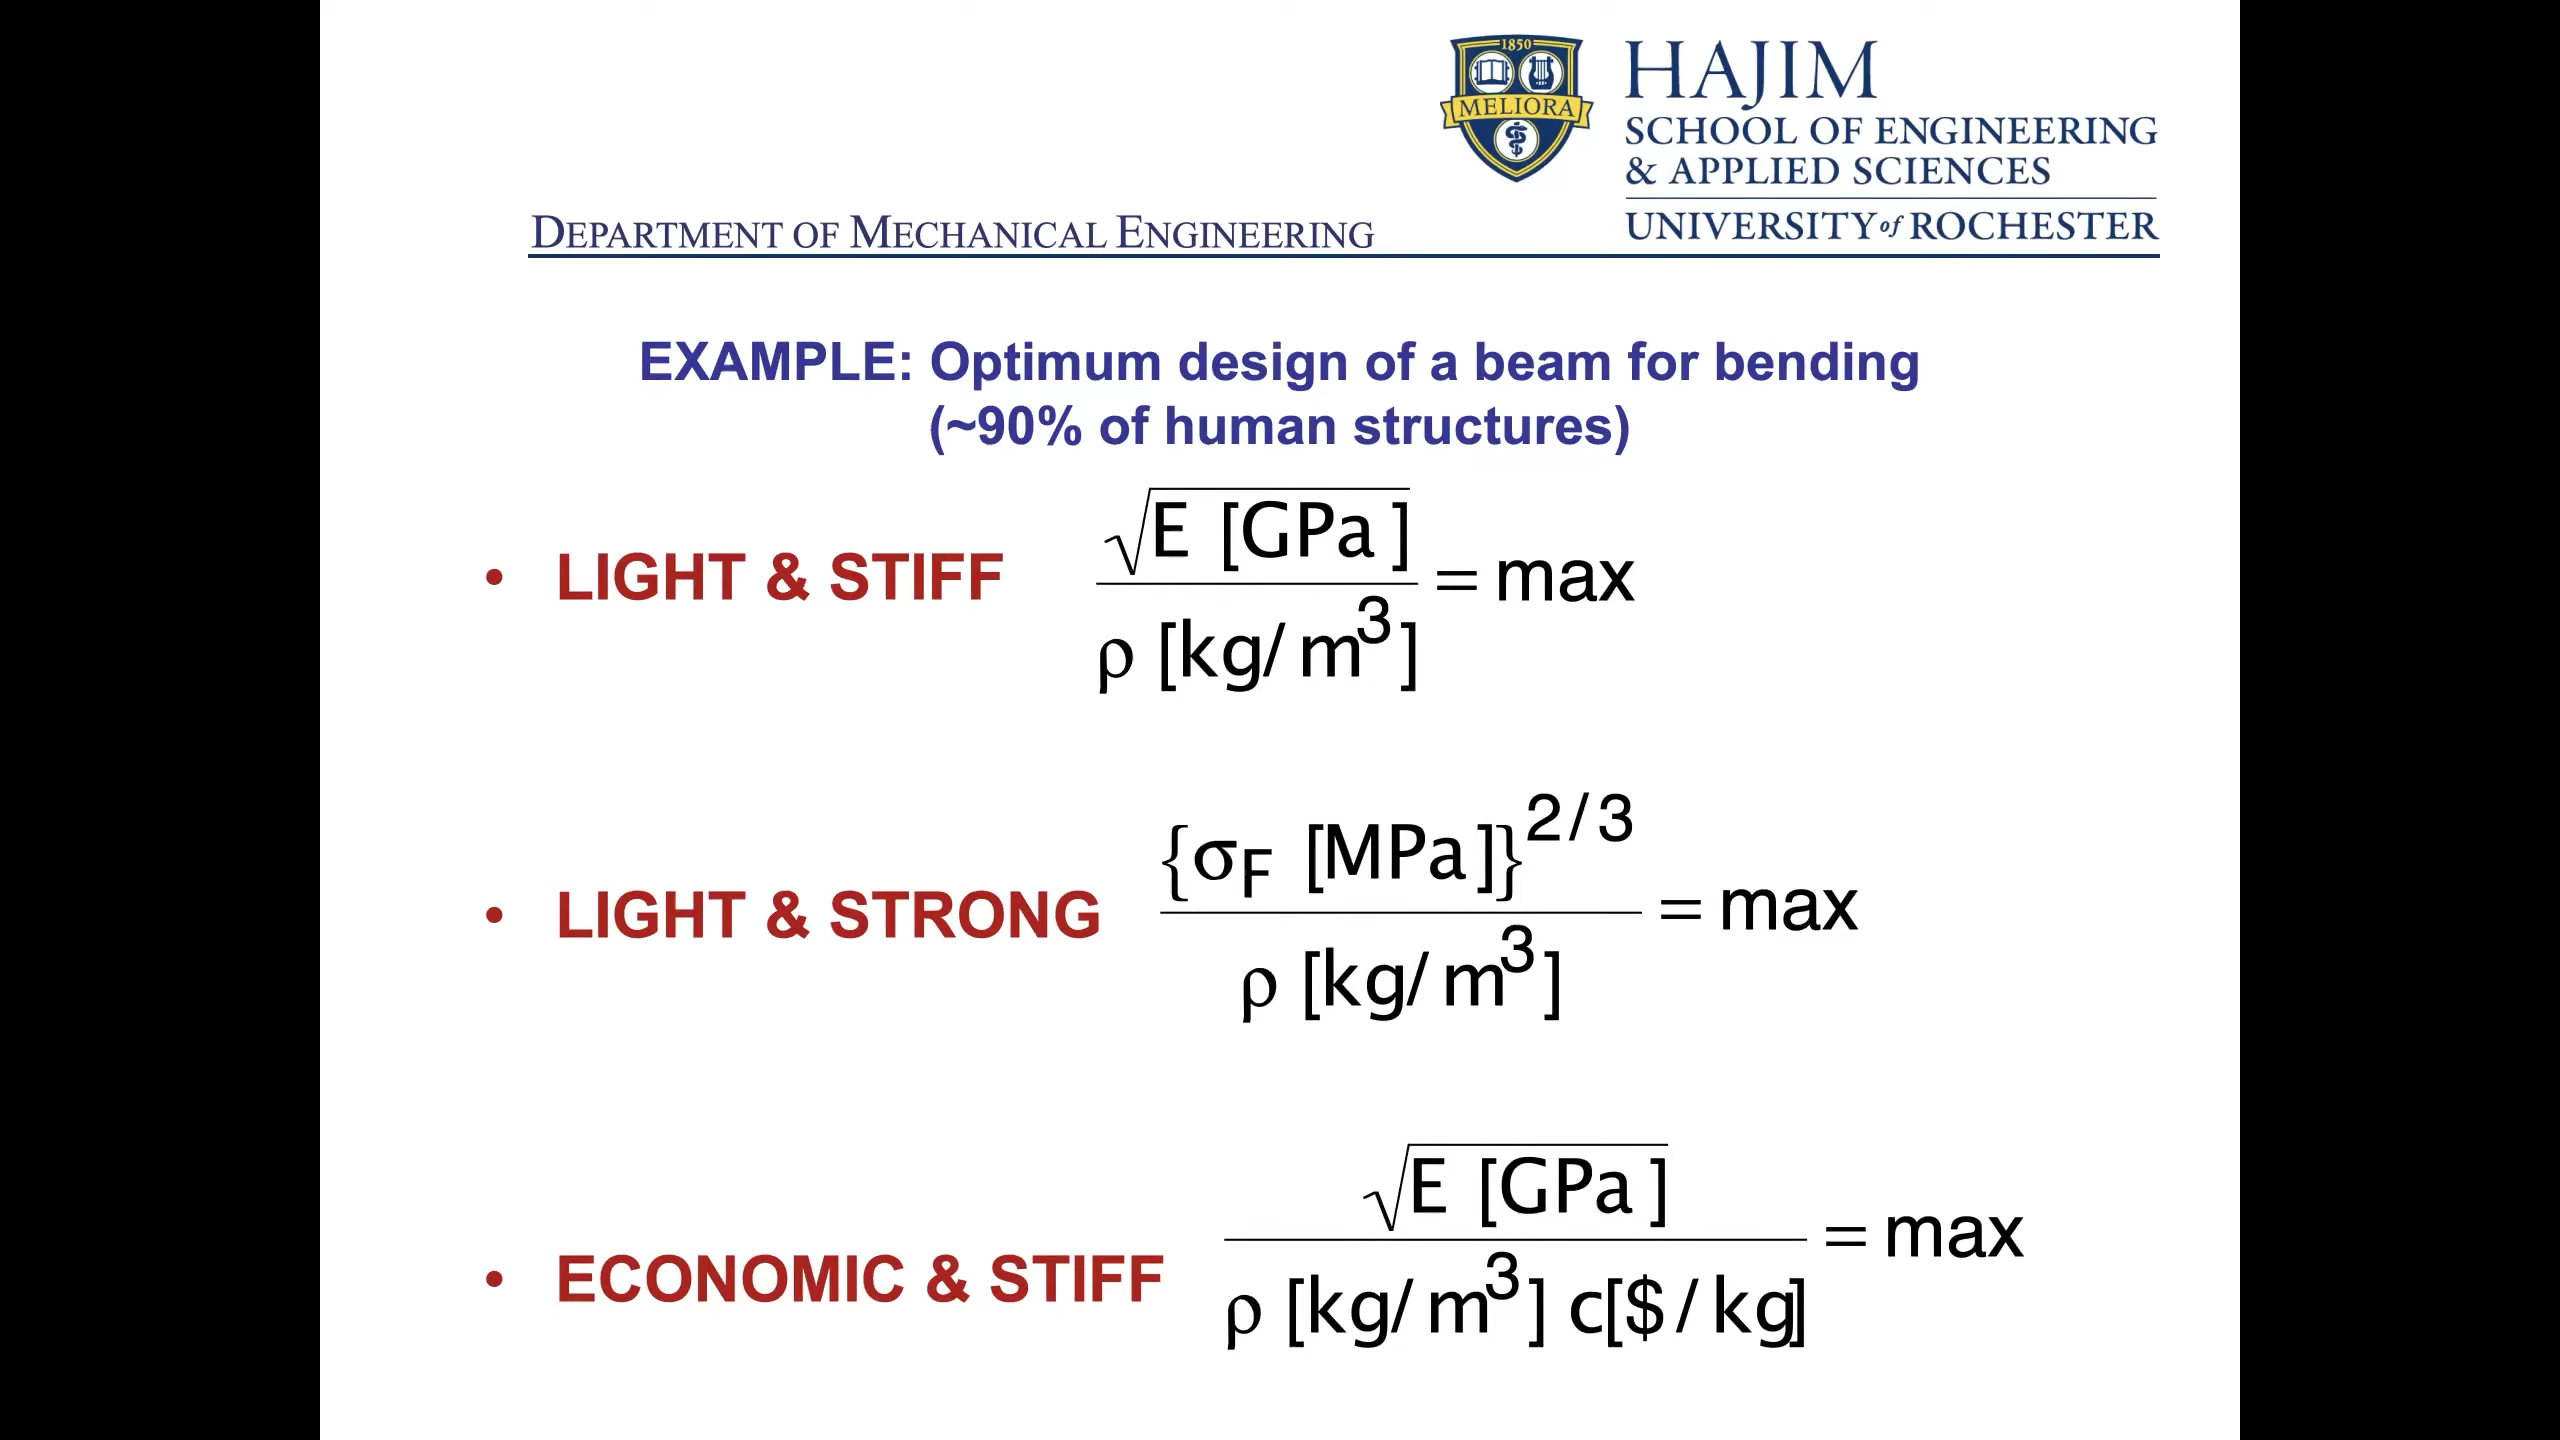 1850
MELIORA
HAJIM
SCHOOL OF ENGINEERING
& APPLIED SCIENCES
UNIVERSITY of ROCHESTER
DEPARTMENT OF MECHANICAL ENGINEERING
EXAMPLE: Optimum design of a beam for bending
(~90% of human structures)
• LIGHT & STIFF
√E [GPa]
ρ [kg/m³]
= max
• LIGHT & STRONG
{σF [MPa]}^2/3
ρ [kg/m³]
= max
• ECONOMIC & STIFF
√E [GPa]
ρ [kg/m³] c[$/kg]
= max